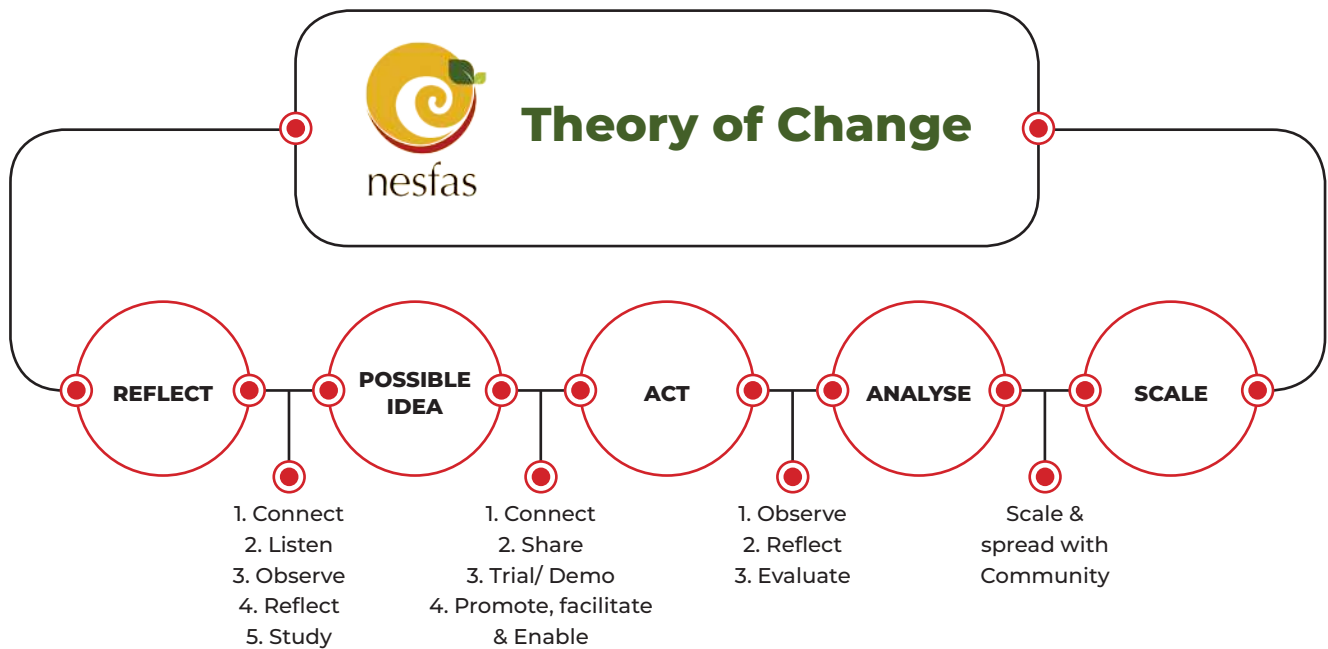 nesfas
Theory of Change
REFLECT
POSSIBLE
IDEA
ACT
ANALYSE
SCALE
1. Connect
2. Listen
3. Observe
4. Reflect
5. Study
1. Connect
2. Share
3. Trial/ Demo
4. Promote, facilitate
& Enable
1. Observe
2. Reflect
3. Evaluate
Scale &
spread with
Community